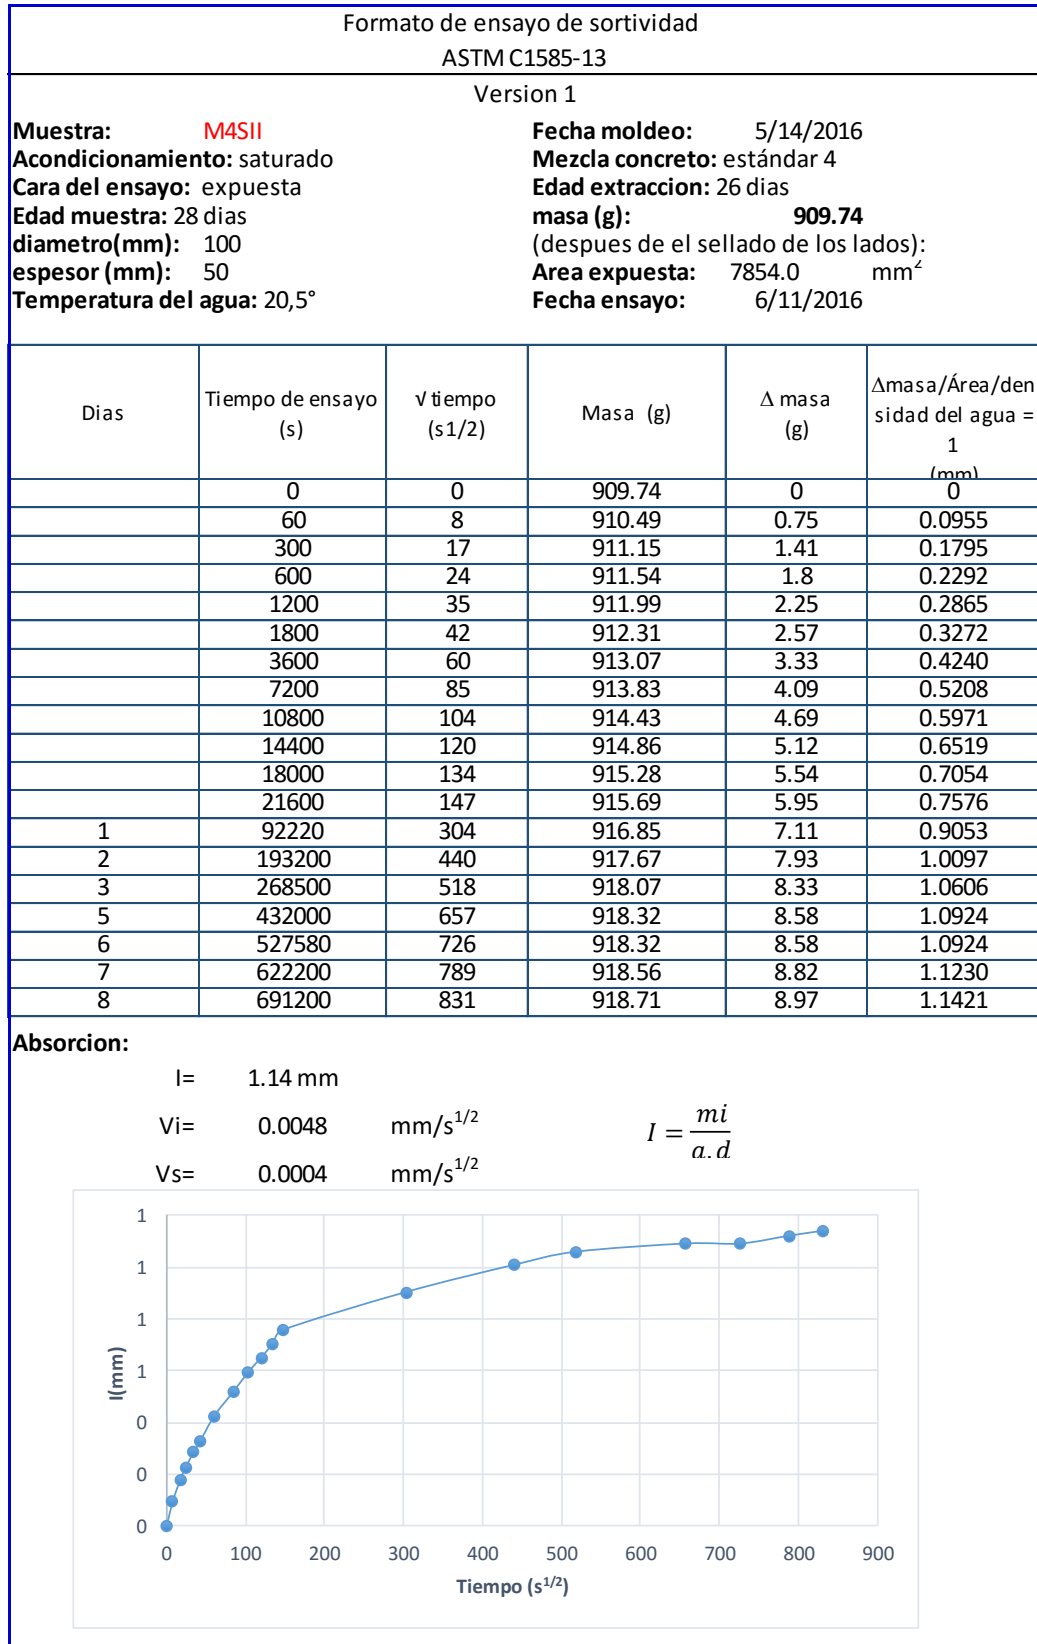 Formato de ensayo de sortividad
ASTM C1585-13
Version 1
Muestra: M4SII Fecha moldeo: 5/14/2016
Acondicionamiento: saturado Mezcla concreto: estándar 4
Cara del ensayo: expuesta Edad extraccion: 26 dias
Edad muestra: 28 dias masa (g): 909.74
diametro(mm): 100 (despues de el sellado de los lados):
espesor (mm): 50 Area expuesta: 7854.0 mm²
Temperatura del agua: 20,5° Fecha ensayo: 6/11/2016
Dias Tiempo de ensayo (s) √ tiempo (s1/2) Masa (g) Δ masa (g) Δmasa/Área/den sidad del agua = 1 (mm)
0 0 909.74 0 0
60 8 910.49 0.75 0.0955
300 17 911.15 1.41 0.1795
600 24 911.54 1.8 0.2292
1200 35 911.99 2.25 0.2865
1800 42 912.31 2.57 0.3272
3600 60 913.07 3.33 0.4240
7200 85 913.83 4.09 0.5208
10800 104 914.43 4.69 0.5971
14400 120 914.86 5.12 0.6519
18000 134 915.28 5.54 0.7054
21600 147 915.69 5.95 0.7576
1 92220 304 916.85 7.11 0.9053
2 193200 440 917.67 7.93 1.0097
3 268500 518 918.07 8.33 1.0606
5 432000 657 918.32 8.58 1.0924
6 527580 726 918.32 8.58 1.0924
7 622200 789 918.56 8.82 1.1230
8 691200 831 918.71 8.97 1.1421
Absorcion:
I= 1.14 mm
Vi= 0.0048 mm/s^1/2
I = mi / a.d
Vs= 0.0004 mm/s^1/2
1
1
1
1
0
0
0
I(mm)
0 100 200 300 400 500 600 700 800 900
Tiempo (s^1/2)